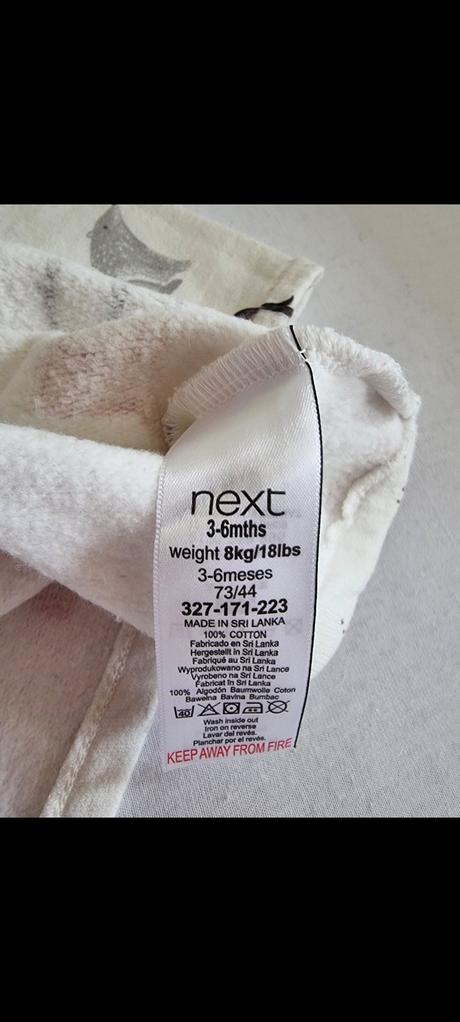 next
3-6mths
weight 8kg/18lbs
3-6meses
73/44
327-171-223
MADE IN SRI LANKA
100% COTTON
Fabricado en Sri Lanka
Hergestellt in Sri Lanka
Fabriqué au Sri Lanka
Wyprodukowano na Sri Lance
Vyrobeno na Sri Lance
Fabricat în Sri Lanka
100% Algodón Baumwolle Coton
Bawełna Bavlna Bumbac
40
Wash inside out
Iron on reverse
Lavar del revés.
Planchar por el revés.
KEEP AWAY FROM FIRE